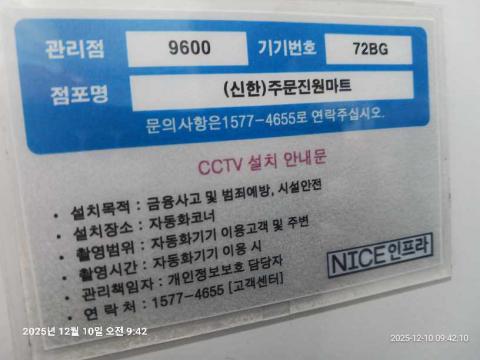 관리점 9600 기기번호 72BG
점포명 (신한)주문진원마트
문의사항은1577-4655로 연락주십시오.
CCTV 설치 안내문
• 설치목적 : 금융사고 및 범죄예방, 시설안전
• 설치장소 : 자동화코너
• 촬영범위 : 자동화기기 이용고객 및 주변
• 촬영시간 : 자동화기기 이용 시
• 관리책임자 : 개인정보보호 담당자
• 연 락 처 : 1577-4655 [고객센터]
NICE인프라
2025년 12월 10일 오전 9:42
2025-12-10 09:42:10